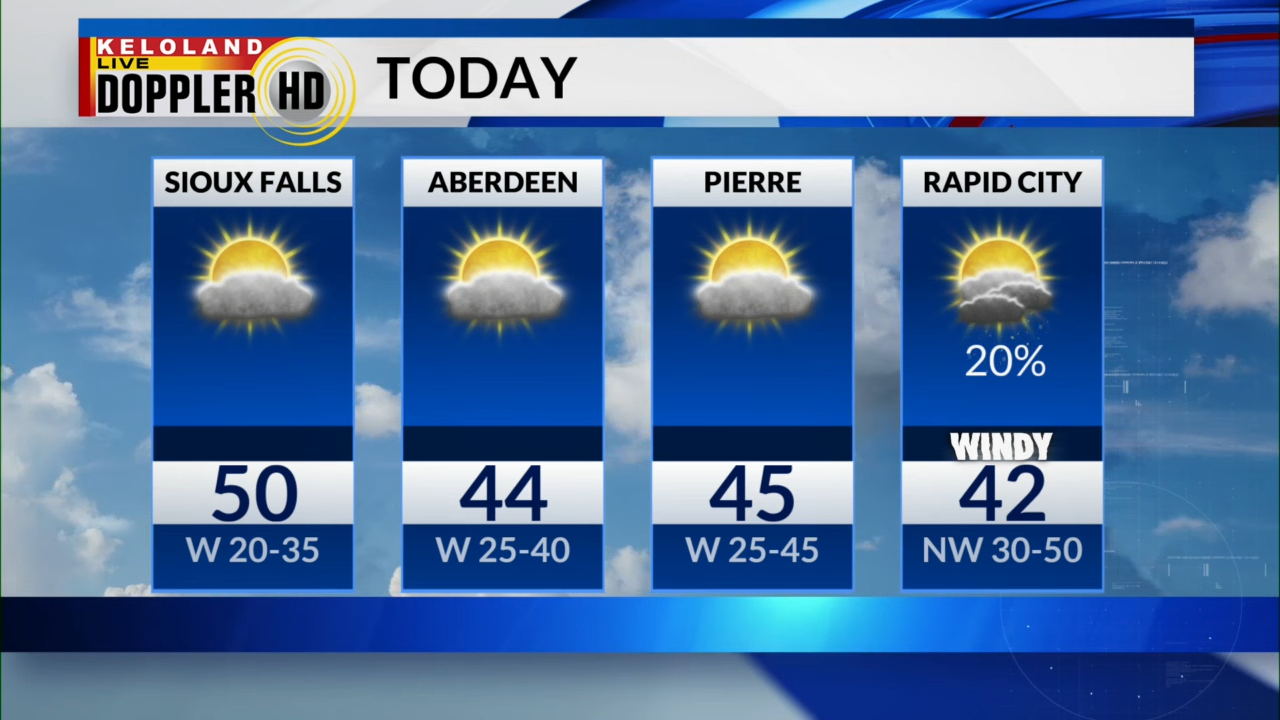 KELOLAND
LIVE
DOPPLER HD
TODAY
SIOUX FALLS
50
W 20-35
ABERDEEN
44
W 25-40
PIERRE
45
W 25-45
RAPID CITY
20%
WINDY
42
NW 30-50